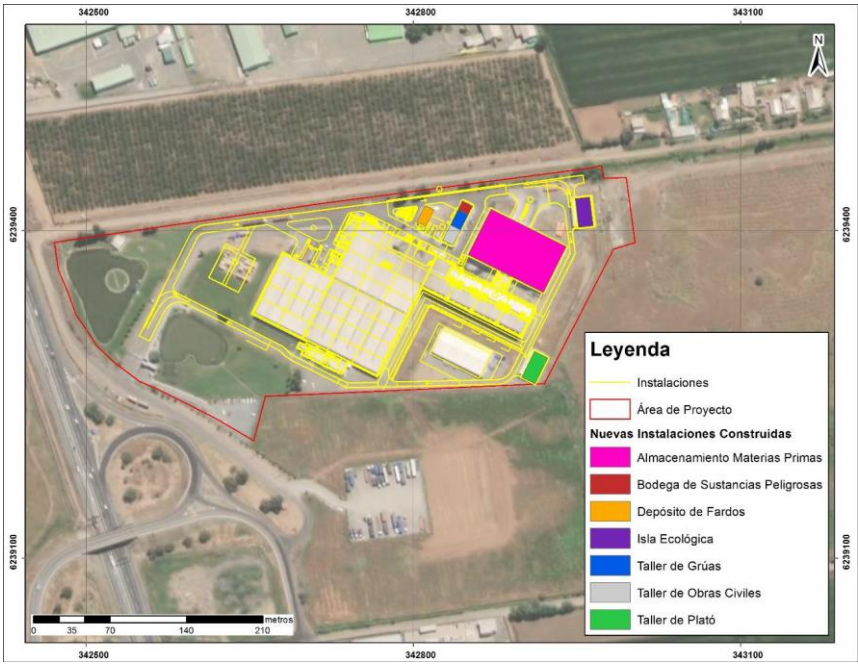 342500 342800 343100
N
6239400 6239400
Leyenda
Instalaciones
Área de Proyecto
Nuevas Instalaciones Construidas
Almacenamiento Materias Primas
Bodega de Sustancias Peligrosas
Depósito de Fardos
Isla Ecológica
Taller de Grúas
Taller de Obras Civiles
Taller de Plató
6239100 6239100
metros
0 35 70 140 210
342500 342800 343100